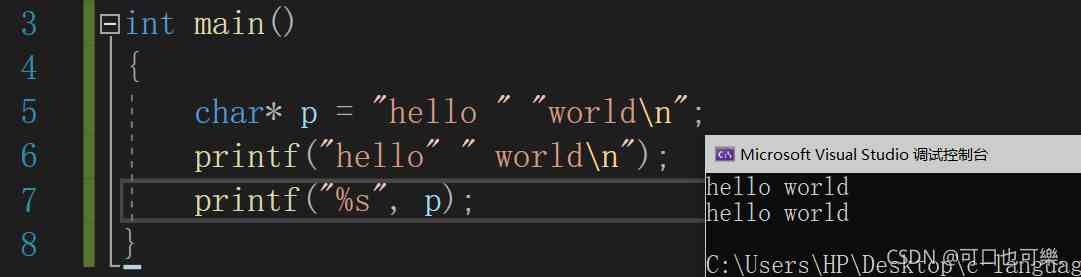 3 int main()
4 {
5 char* p = "hello " "world\n";
6 printf("hello" " world\n");
7 printf("%s", p);
8 }
Microsoft Visual Studio 调试控制台
hello world
hello world
C:\Users\HP\Desktop\c-languag
CSDN @可口也可樂,